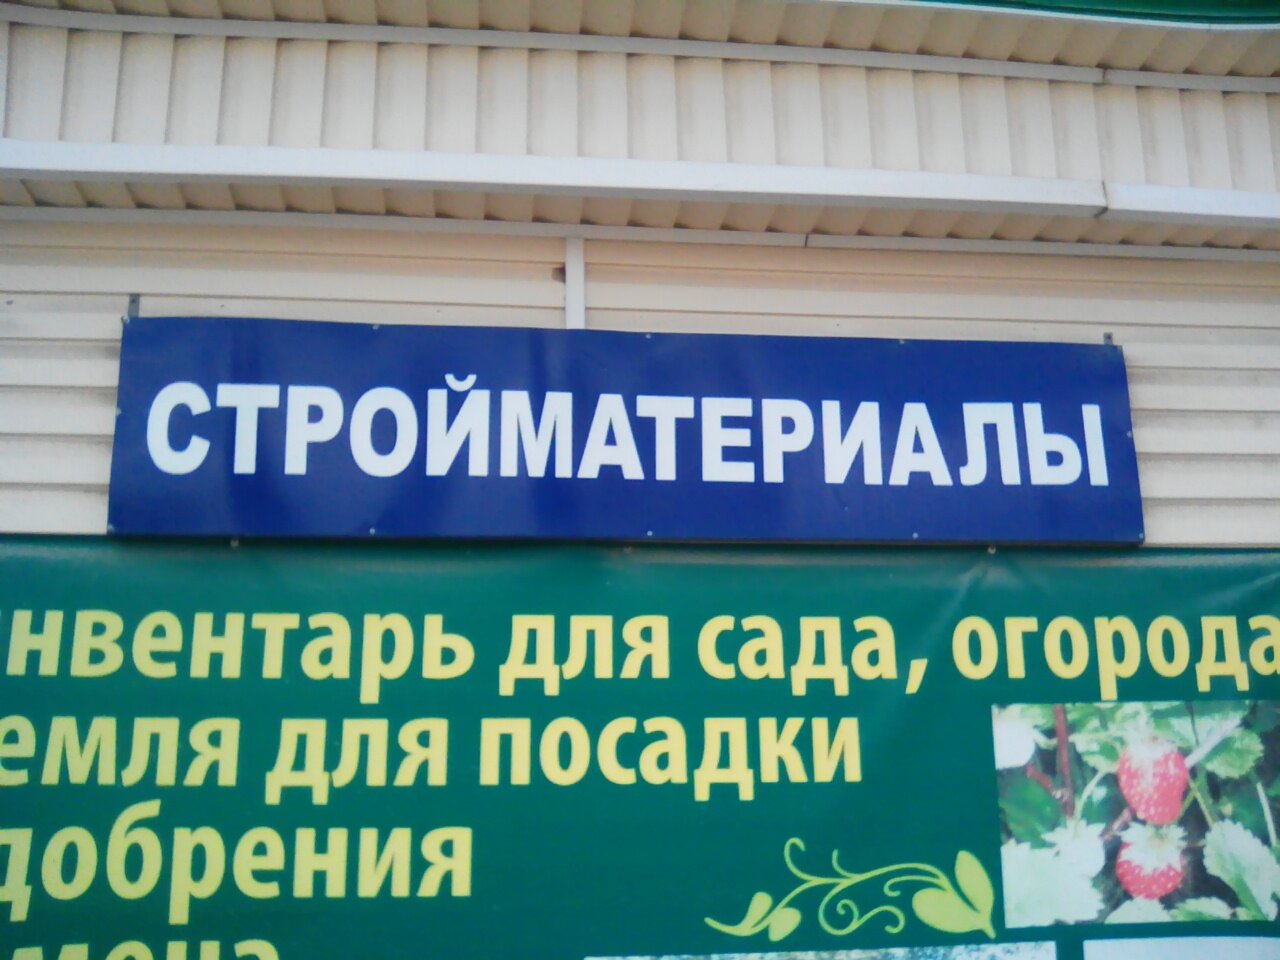 СТРОЙМАТЕРИАЛЫ
нвентарь для сада, огорода
емля для посадки
добрения